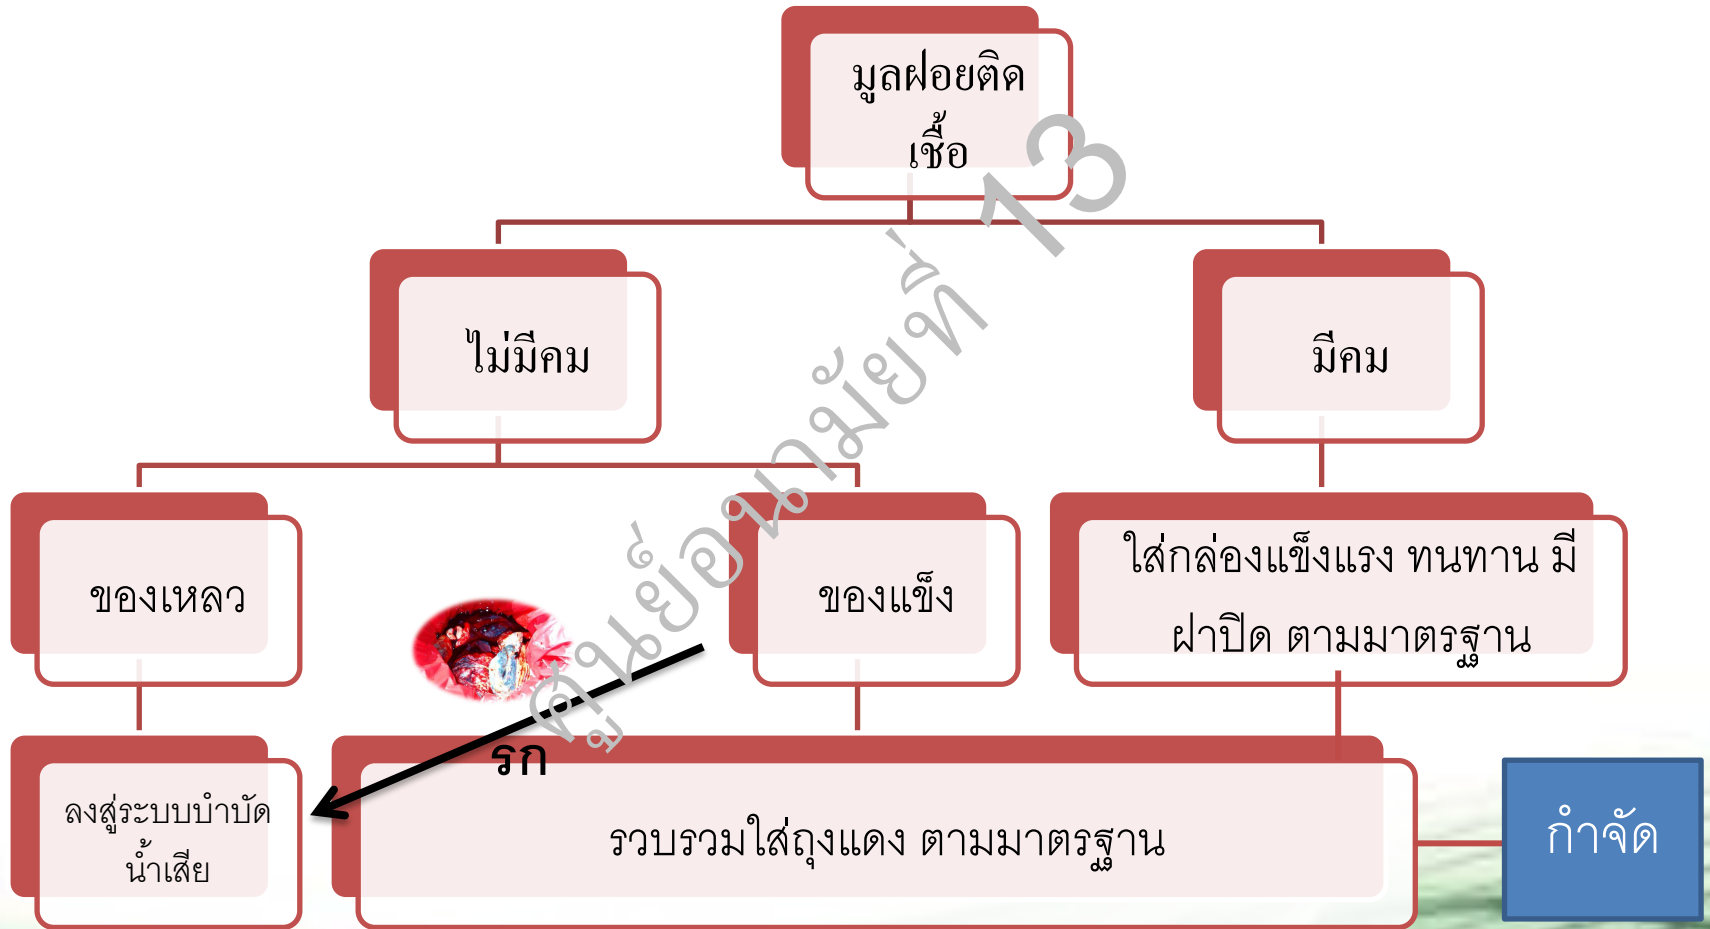 มูลฝอยติด
เชื้อ
ไม่มีคม
มีคม
ของเหลว
ของแข็ง
ใส่กล่องแข็งแรง ทนทาน มี
ฝาปิด ตามมาตรฐาน
รก
ลงสู่ระบบบำบัด
น้ำเสีย
รวบรวมใส่ถุงแดง ตามมาตรฐาน
กำจัด
ศูนย์อนามัยที่ 13